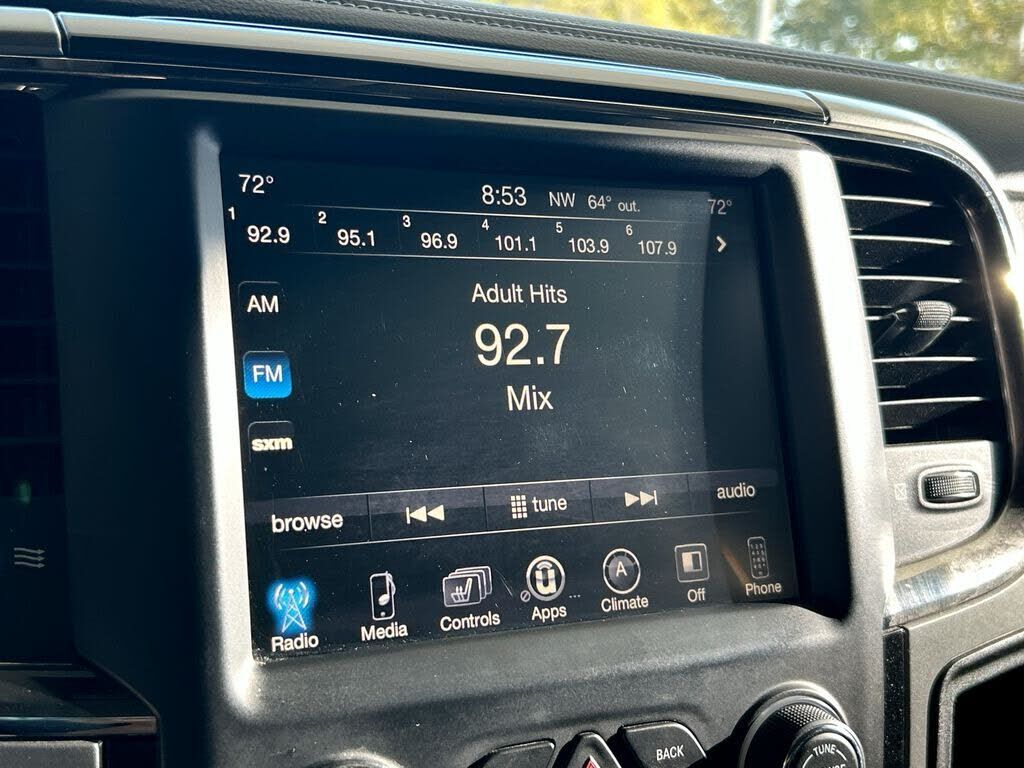 72° 8:53 NW 64° out. 72°
1 92.9 2 95.1 3 96.9 4 101.1 5 103.9 6 107.9
Adult Hits
AM
92.7
FM
Mix
sxm
browse tune audio
Radio Media Controls Apps Climate Off Phone
A
BACK
TUNE